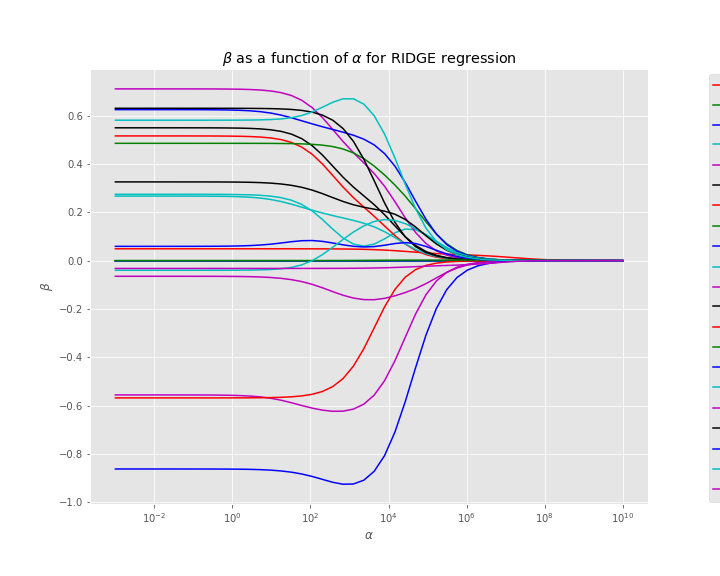 β as a function of α for RIDGE regression
0.6
0.4
0.2
0.0
−0.2
−0.4
−0.6
−0.8
−1.0
β
10⁻² 10⁰ 10² 10⁴ 10⁶ 10⁸ 10¹⁰
α